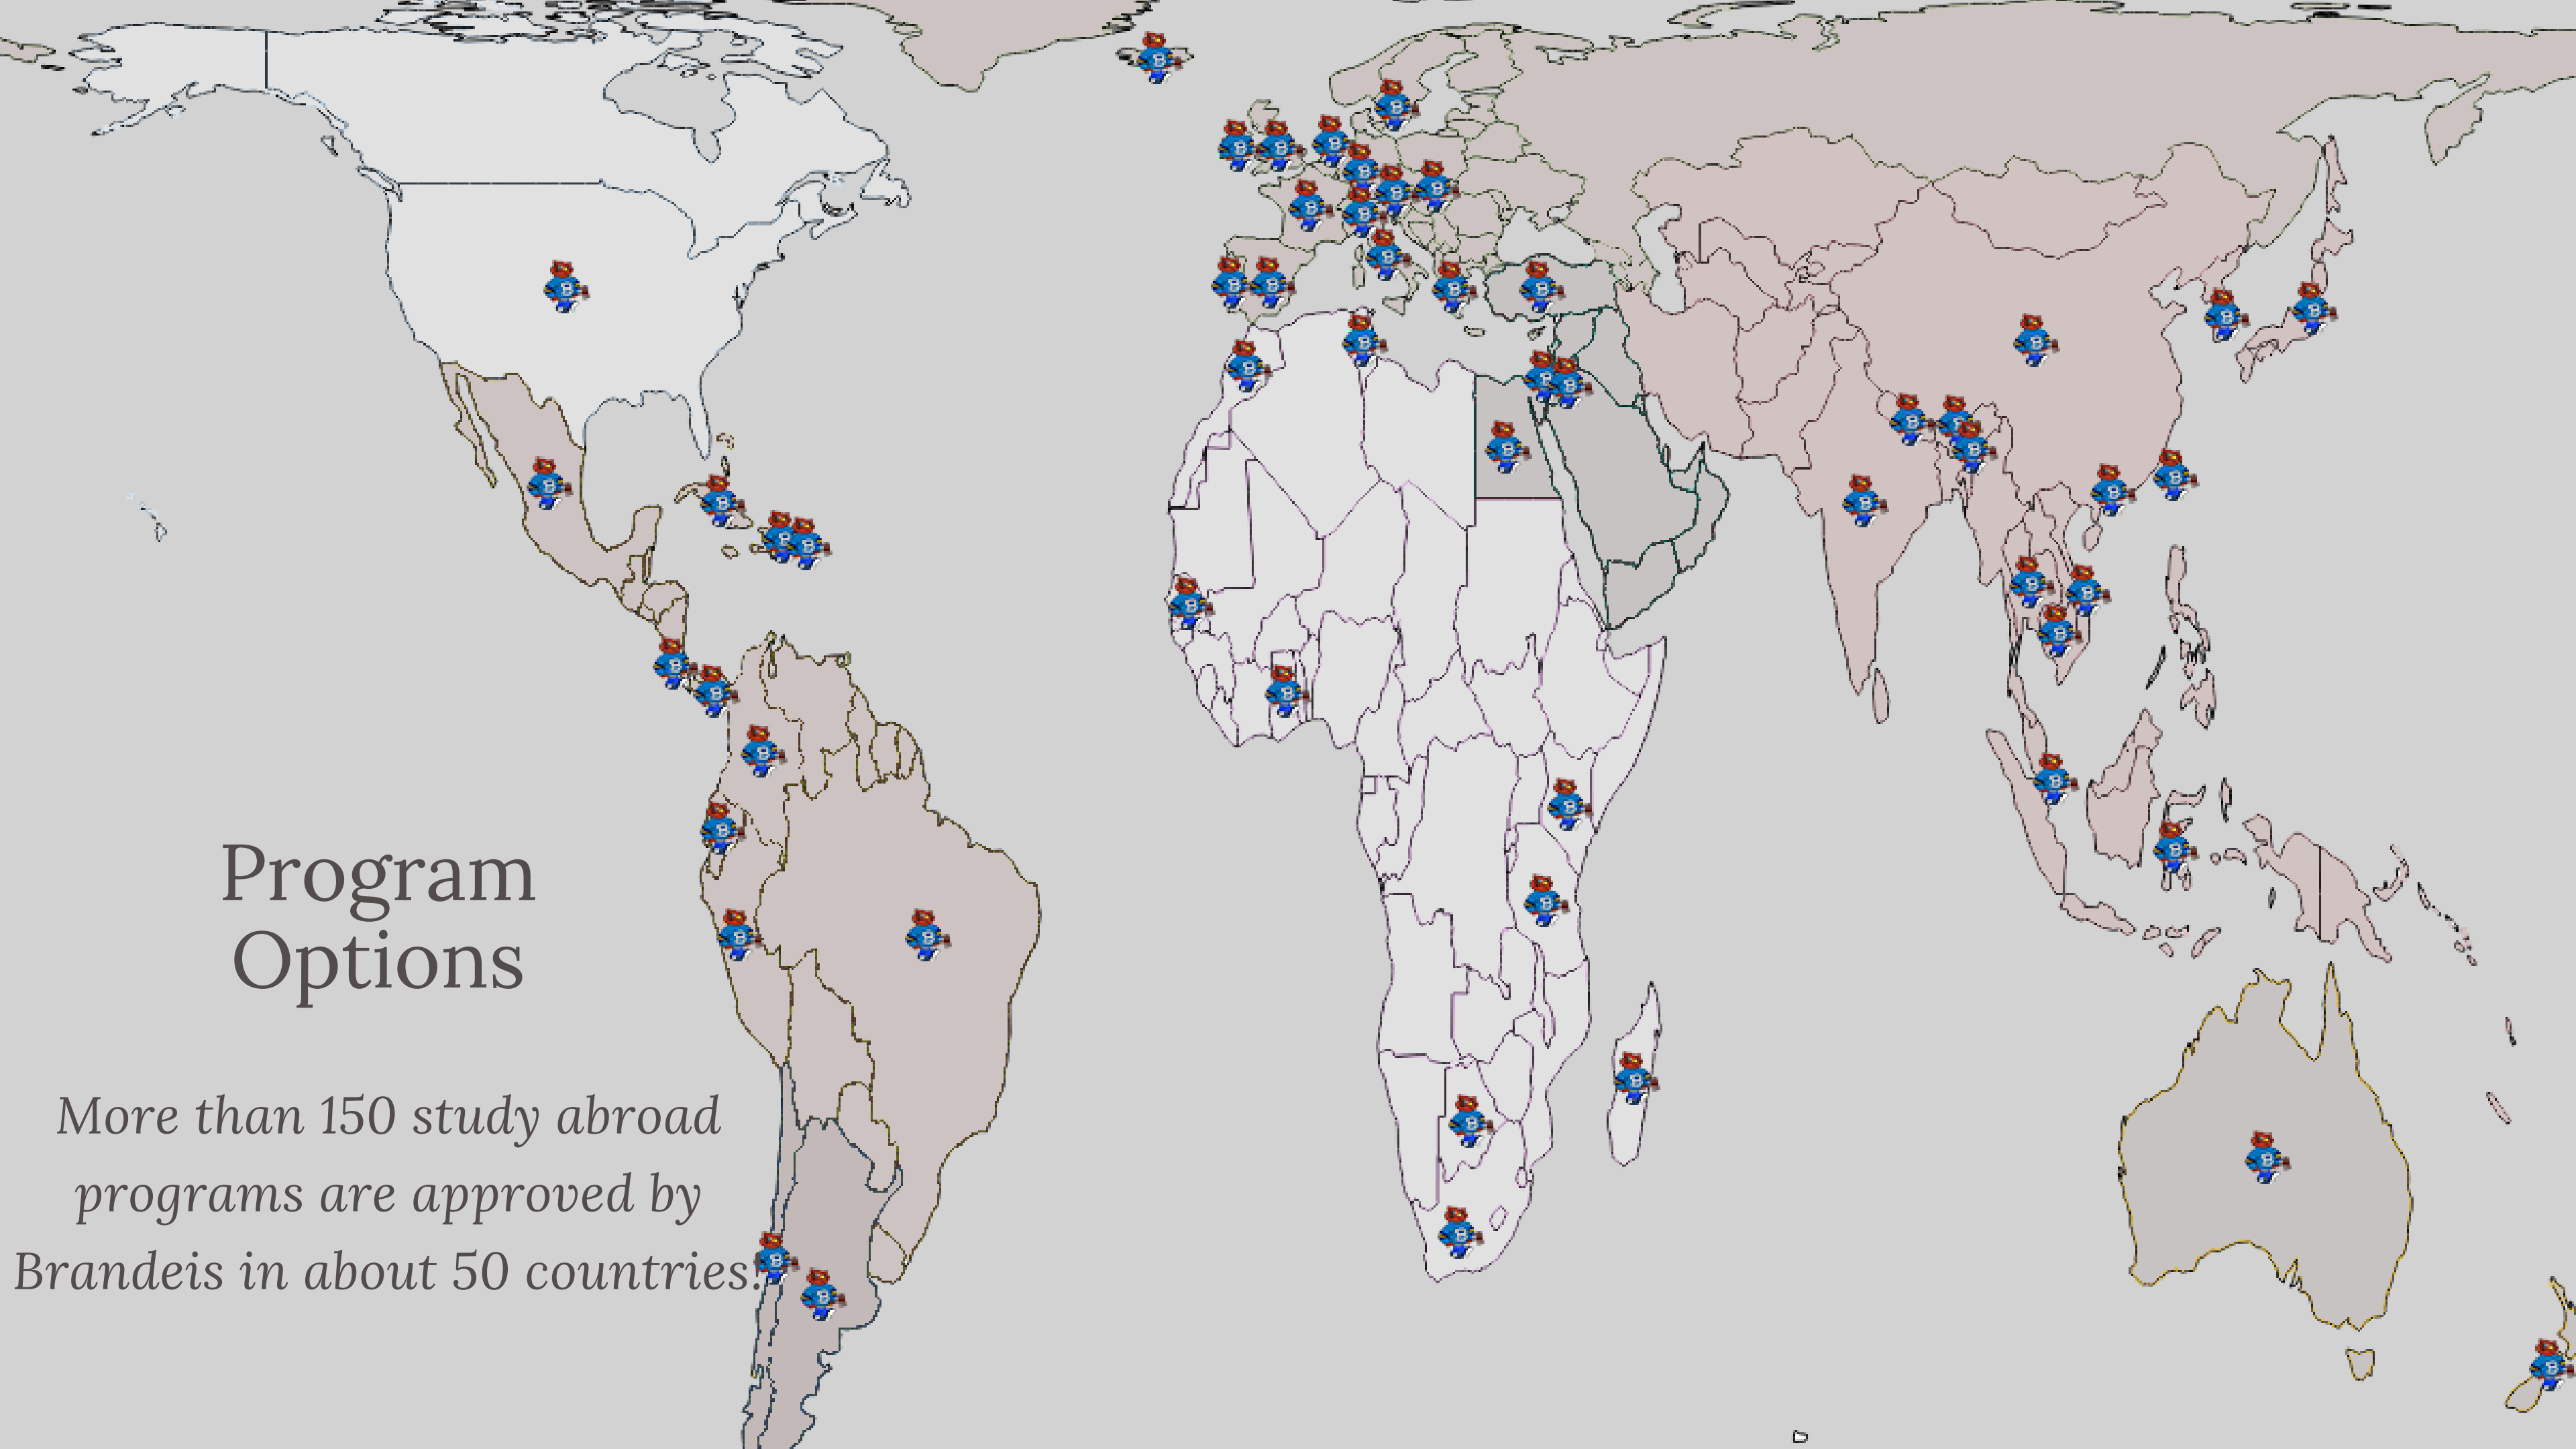 Program
Options
More than 150 study abroad
programs are approved by
Brandeis in about 50 countries!